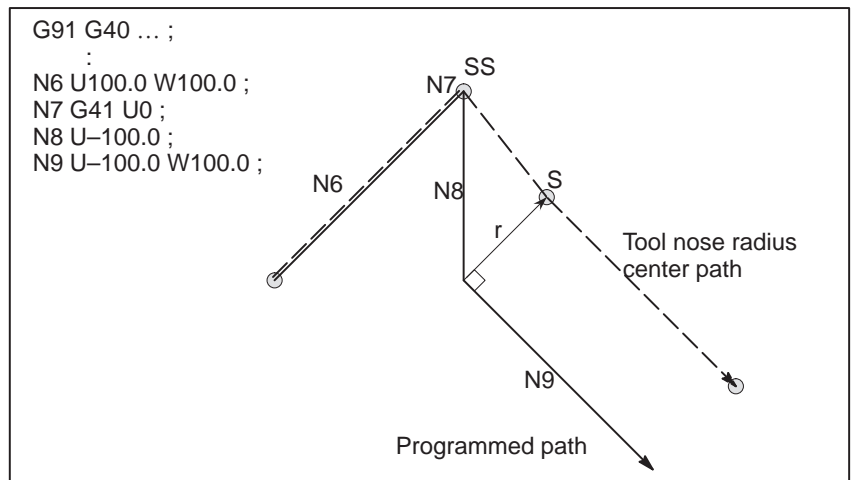 G91 G40 … ;
:
N6 U100.0 W100.0 ;
N7 G41 U0 ;
N8 U–100.0 ;
N9 U–100.0 W100.0 ;
SS
N7
N6
N8
S
r
Tool nose radius
center path
N9
Programmed path